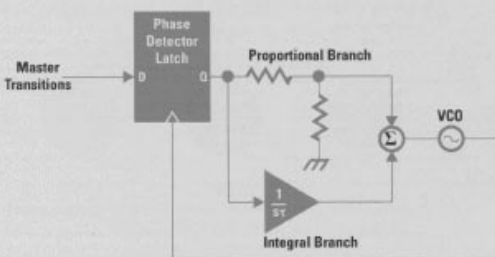 Phase
Detector
Latch
D
Q
Master
Transitions
Proportional Branch
VCO
Σ
1
sτ
Integral Branch